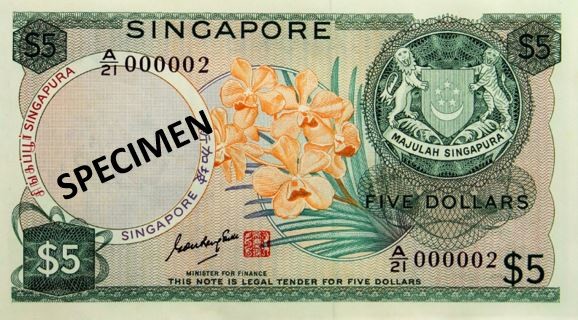 SINGAPORE
$5
$5
A/21 000002
சிங்கப்பூர் SINGAPURA
SPECIMEN
SINGAPORE
MAJULAH SINGAPURA
FIVE DOLLARS
A/21 000002
$5
$5
MINISTER FOR FINANCE
THIS NOTE IS LEGAL TENDER FOR FIVE DOLLARS